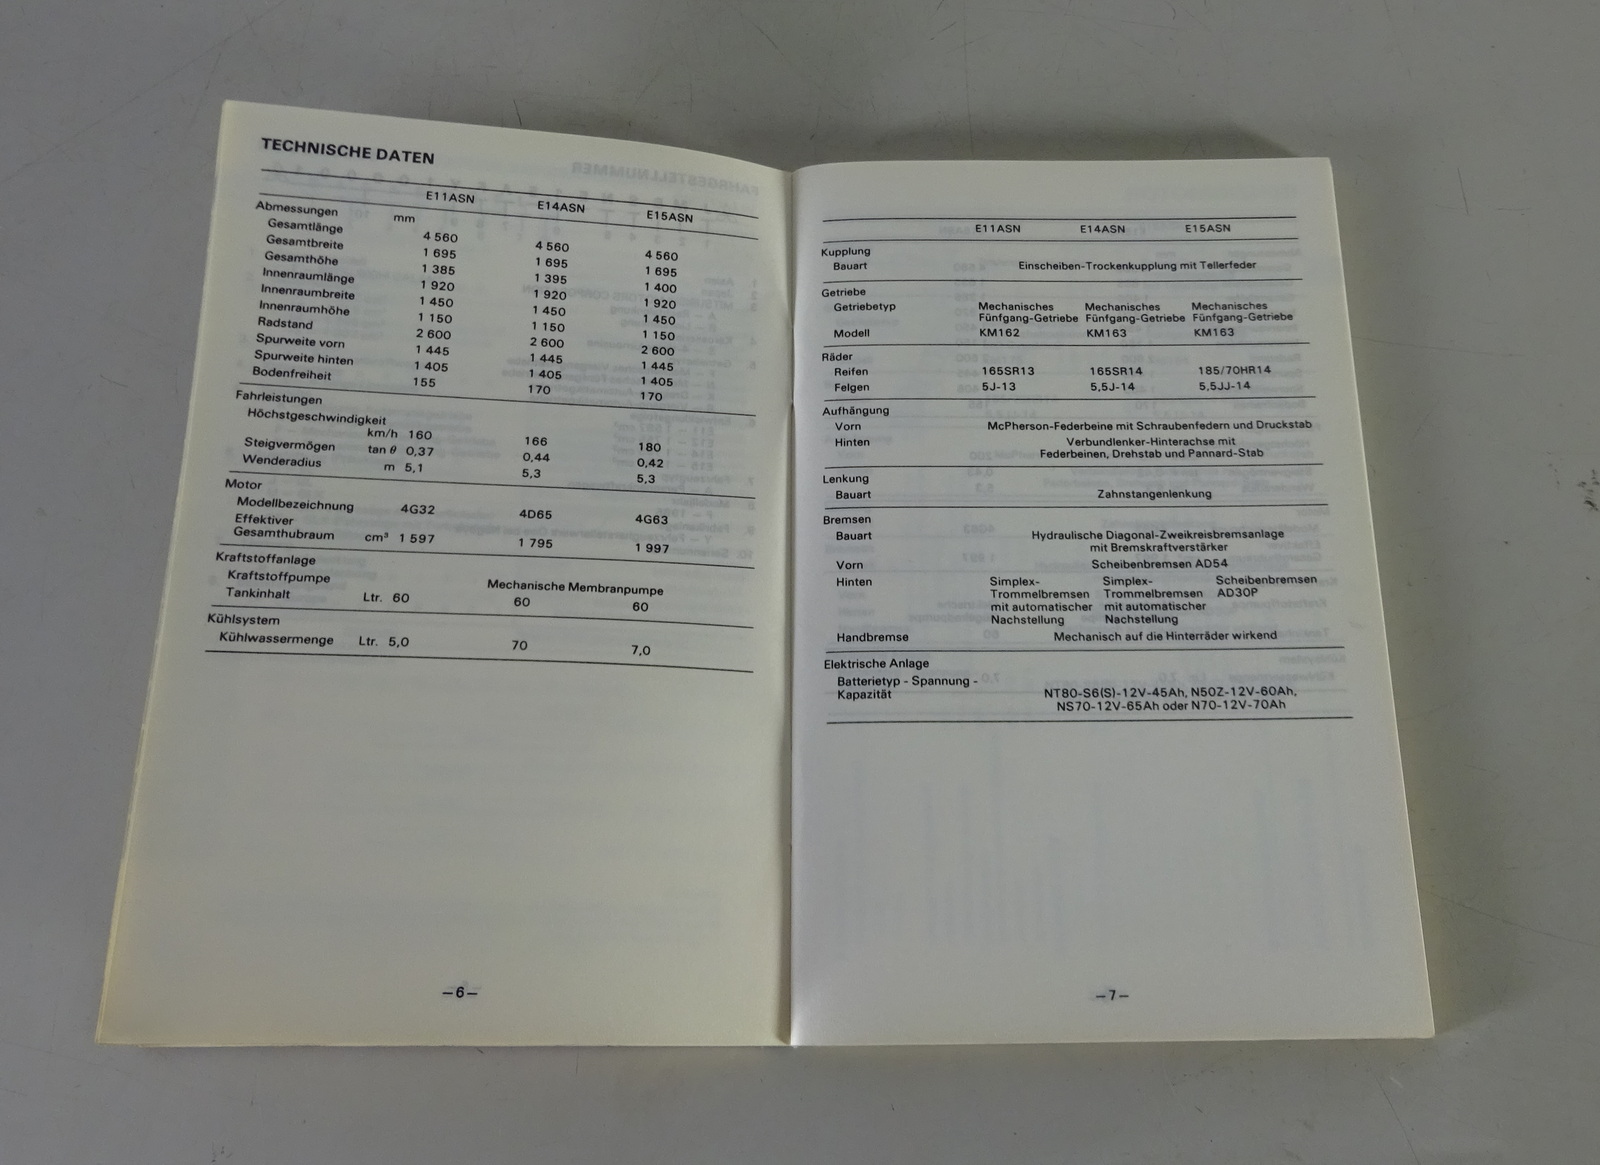 TECHNISCHE DATEN
E11ASN E14ASN E15ASN
Abmessungen mm
Gesamtlänge 4 560 4 560 4 560
Gesamtbreite 1 695 1 695 1 695
Gesamthöhe 1 385 1 395 1 400
Innenraumlänge 1 920 1 920 1 920
Innenraumbreite 1 450 1 450 1 450
Innenraumhöhe 1 150 1 150 1 150
Radstand 2 600 2 600 2 600
Spurweite vorn 1 445 1 445 1 445
Spurweite hinten 1 405 1 405 1 405
Bodenfreiheit 155 170 170
Fahrleistungen
Höchstgeschwindigkeit
km/h 160 166 180
Steigvermögen tan θ 0,37 0,44 0,42
Wenderadius m 5,1 5,3 5,3
Motor
Modellbezeichnung 4G32 4D65 4G63
Effektiver
Gesamthubraum cm³ 1 597 1 795 1 997
Kraftstoffanlage
Kraftstoffpumpe Mechanische Membranpumpe
Tankinhalt Ltr. 60 60 60
Kühlsystem
Kühlwassermenge Ltr. 5,0 70 7,0
—6—
E11ASN E14ASN E15ASN
Kupplung
Bauart Einscheiben-Trockenkupplung mit Tellerfeder
Getriebe
Getriebetyp Mechanisches Mechanisches Mechanisches
Fünfgang-Getriebe Fünfgang-Getriebe Fünfgang-Getriebe
Modell KM162 KM163 KM163
Räder
Reifen 165SR13 165SR14 185/70HR14
Felgen 5J-13 5,5J-14 5,5JJ-14
Aufhängung
Vorn McPherson-Federbeine mit Schraubenfedern und Druckstab
Hinten Verbundlenker-Hinterachse mit
Federbeinen, Drehstab und Pannard-Stab
Lenkung
Bauart Zahnstangenlenkung
Bremsen
Bauart Hydraulische Diagonal-Zweikreisbremsanlage
mit Bremskraftverstärker
Vorn Scheibenbremsen AD54
Hinten Simplex- Simplex- Scheibenbremsen
Trommelbremsen Trommelbremsen AD30P
mit automatischer mit automatischer
Nachstellung Nachstellung
Handbremse Mechanisch auf die Hinterräder wirkend
Elektrische Anlage
Batterietyp - Spannung -
Kapazität NT80-S6(S)-12V-45Ah, N50Z-12V-60Ah,
NS70-12V-65Ah oder N70-12V-70Ah
—7—